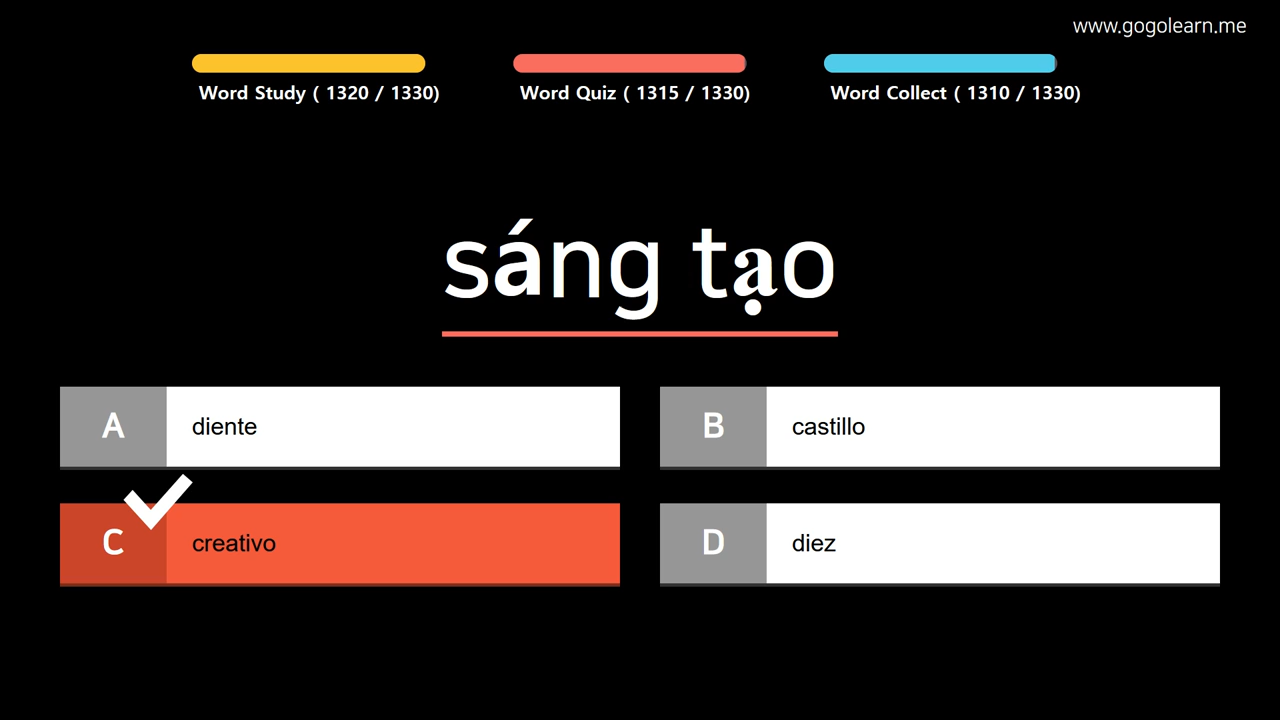 www.gogolearn.me
Word Study ( 1320 / 1330)
Word Quiz ( 1315 / 1330)
Word Collect ( 1310 / 1330)
sáng tạo
A diente
B castillo
C creativo
D diez